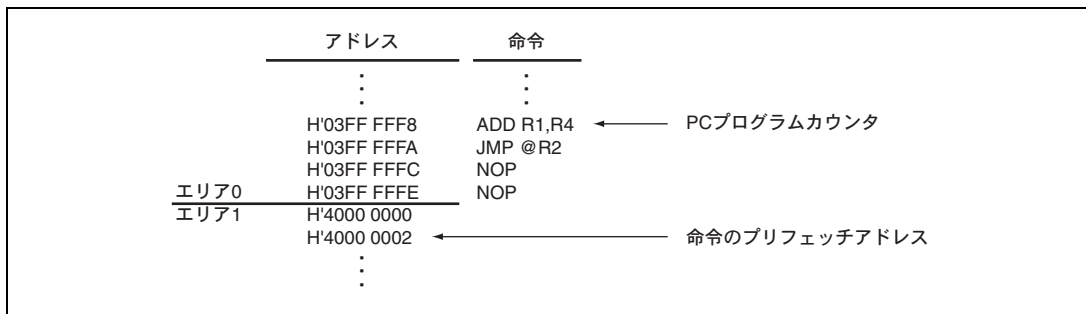 アドレス 命令
H'03FF FFF8 ADD R1,R4 PCプログラムカウンタ
H'03FF FFFA JMP @R2
H'03FF FFFC NOP
エリア0 H'03FF FFFE NOP
エリア1 H'4000 0000
H'4000 0002 命令のプリフェッチアドレス